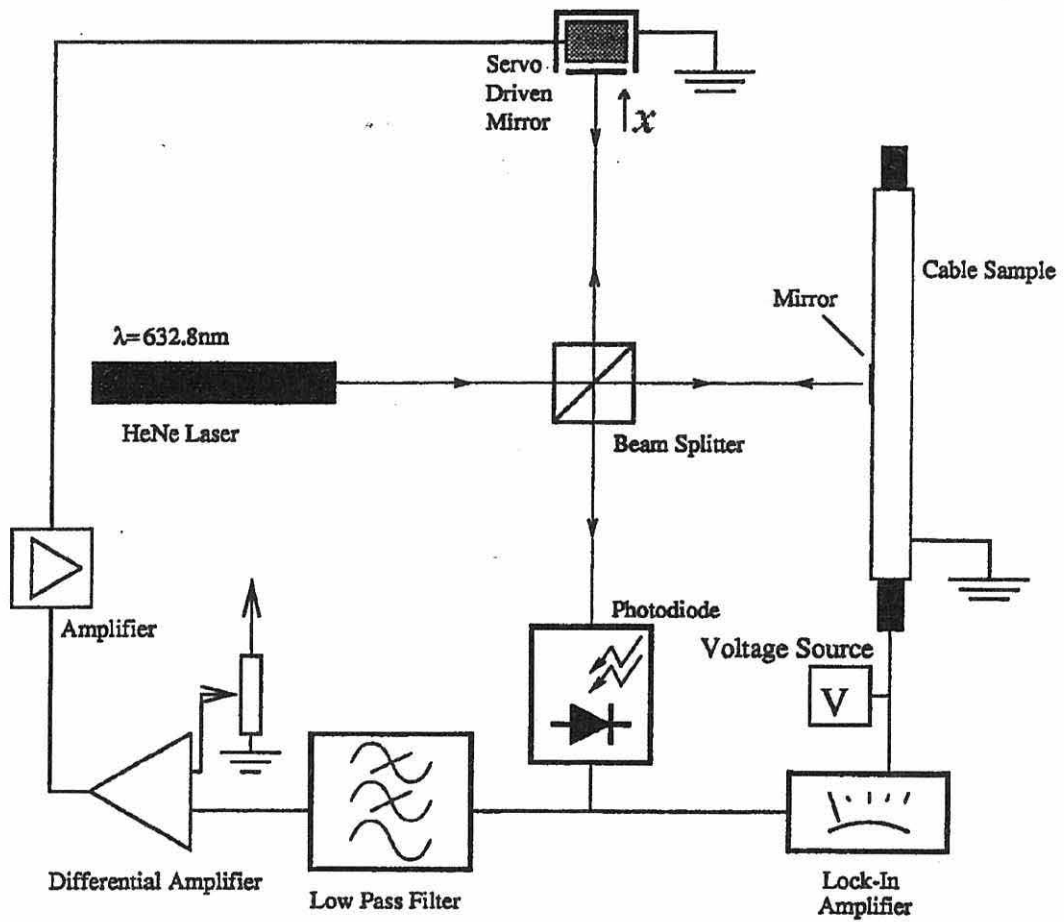 Servo
Driven
Mirror
x
Cable Sample
Mirror
λ=632.8nm
HeNe Laser
Beam Splitter
Photodiode
Amplifier
Voltage Source
V
Differential Amplifier
Low Pass Filter
Lock-In
Amplifier